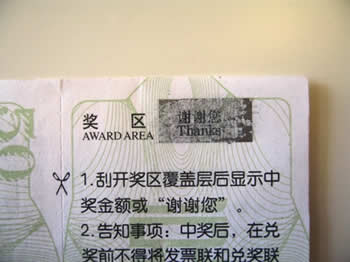 奖 区
AWARD AREA
谢谢您
Thanks
1.刮开奖区覆盖层后显示中
奖金额或“谢谢您”。
2.告知事项:中奖后,在兑
奖前不得将发票联和兑奖联